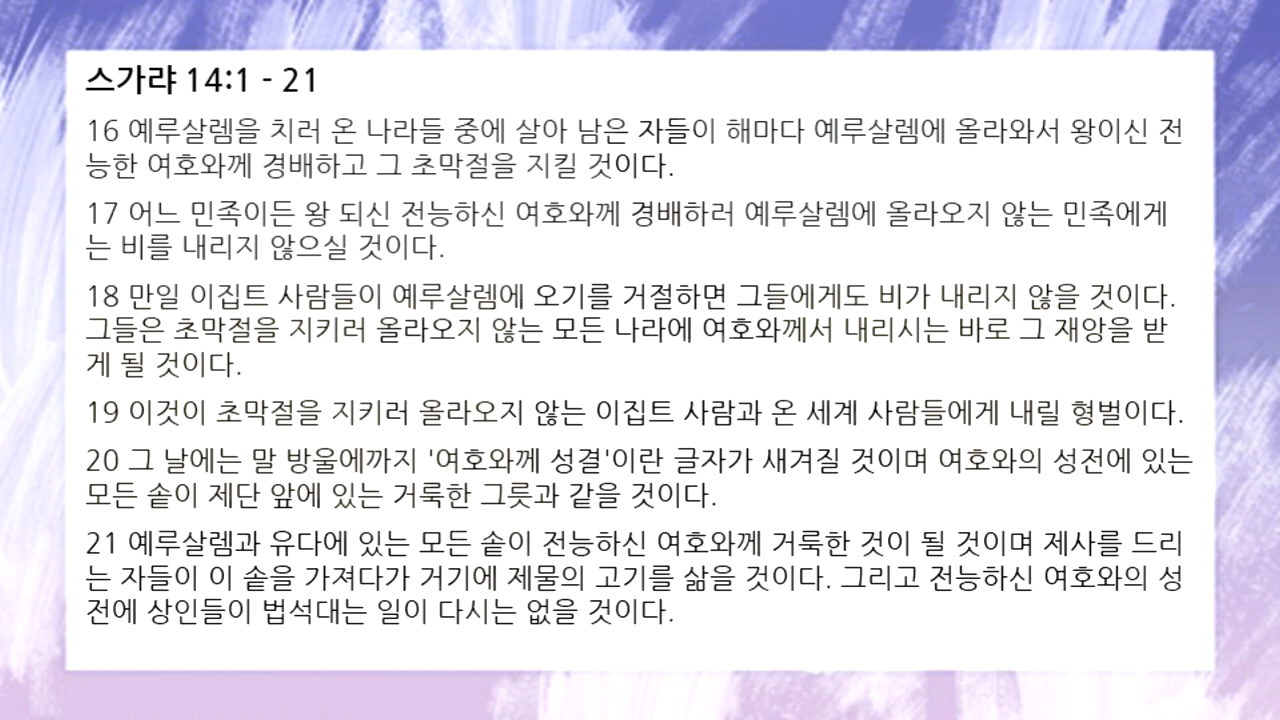 스가랴 14:1 - 21
16 예루살렘을 치러 온 나라들 중에 살아 남은 자들이 해마다 예루살렘에 올라와서 왕이신 전
능한 여호와께 경배하고 그 초막절을 지킬 것이다.
17 어느 민족이든 왕 되신 전능하신 여호와께 경배하러 예루살렘에 올라오지 않는 민족에게
는 비를 내리지 않으실 것이다.
18 만일 이집트 사람들이 예루살렘에 오기를 거절하면 그들에게도 비가 내리지 않을 것이다.
그들은 초막절을 지키러 올라오지 않는 모든 나라에 여호와께서 내리시는 바로 그 재앙을 받
게 될 것이다.
19 이것이 초막절을 지키러 올라오지 않는 이집트 사람과 온 세계 사람들에게 내릴 형벌이다.
20 그 날에는 말 방울에까지 '여호와께 성결'이란 글자가 새겨질 것이며 여호와의 성전에 있는
모든 솥이 제단 앞에 있는 거룩한 그릇과 같을 것이다.
21 예루살렘과 유다에 있는 모든 솥이 전능하신 여호와께 거룩한 것이 될 것이며 제사를 드리
는 자들이 이 솥을 가져다가 거기에 제물의 고기를 삶을 것이다. 그리고 전능하신 여호와의 성
전에 상인들이 법석대는 일이 다시는 없을 것이다.